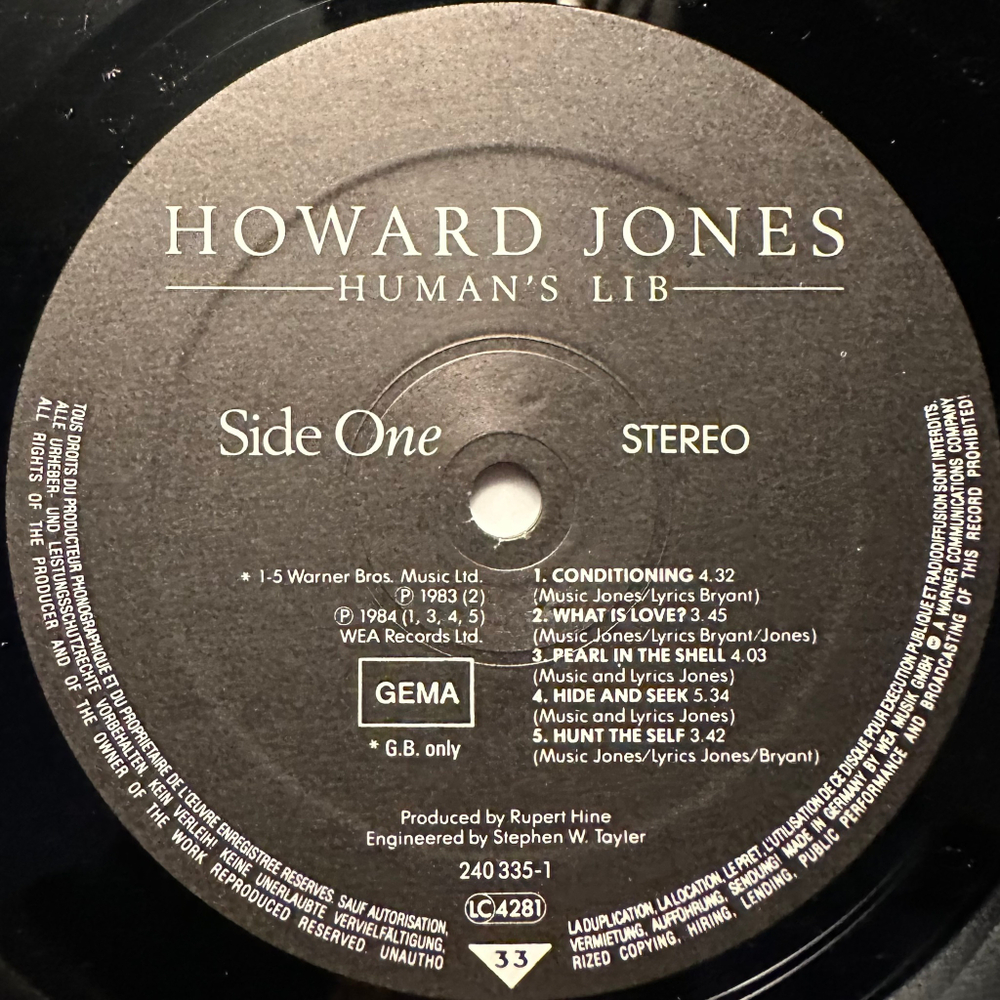 HOWARD JONES
HUMAN'S LIB
Side One
STEREO
* 1-5 Warner Bros. Music Ltd.
Ⓟ 1983 (2)
Ⓟ 1984 (1, 3, 4, 5)
WEA Records Ltd.
GEMA
* G.B. only
1. CONDITIONING 4.32
(Music Jones/Lyrics Bryant)
2. WHAT IS LOVE? 3.45
(Music Jones/Lyrics Bryant/Jones)
3. PEARL IN THE SHELL 4.03
(Music and Lyrics Jones)
4. HIDE AND SEEK 5.34
(Music and Lyrics Jones)
5. HUNT THE SELF 3.42
(Music Jones/Lyrics Jones/Bryant)
Produced by Rupert Hine
Engineered by Stephen W. Tayler
240 335-1
LC 4281
33
TOUS DROITS DU PRODUCTEUR PHONOGRAPHIQUE ET DU PROPRIETAIRE DE L'ŒUVRE ENREGISTREE RESERVES. SAUF AUTORISATION,
LA DUPLICATION, LA LOCATION, LE PRET, L'UTILISATION DE CE DISQUE POUR EXECUTION PUBLIQUE ET RADIODIFFUSION SONT INTERDITS.
ALLE URHEBER- UND LEISTUNGSSCHUTZRECHTE VORBEHALTEN. KEIN VERLEIH! KEINE UNERLAUBTE VERVIELFÄLTIGUNG,
VERMIETUNG, AUFFÜHRUNG, SENDUNG! MADE IN GERMANY BY WEA MUSIK GMBH A WARNER COMMUNICATIONS COMPANY
ALL RIGHTS OF THE PRODUCER AND OF THE OWNER OF THE WORK REPRODUCED RESERVED. UNAUTHO
RIZED COPYING, HIRING, LENDING, PUBLIC PERFORMANCE AND BROADCASTING OF THIS RECORD PROHIBITED!